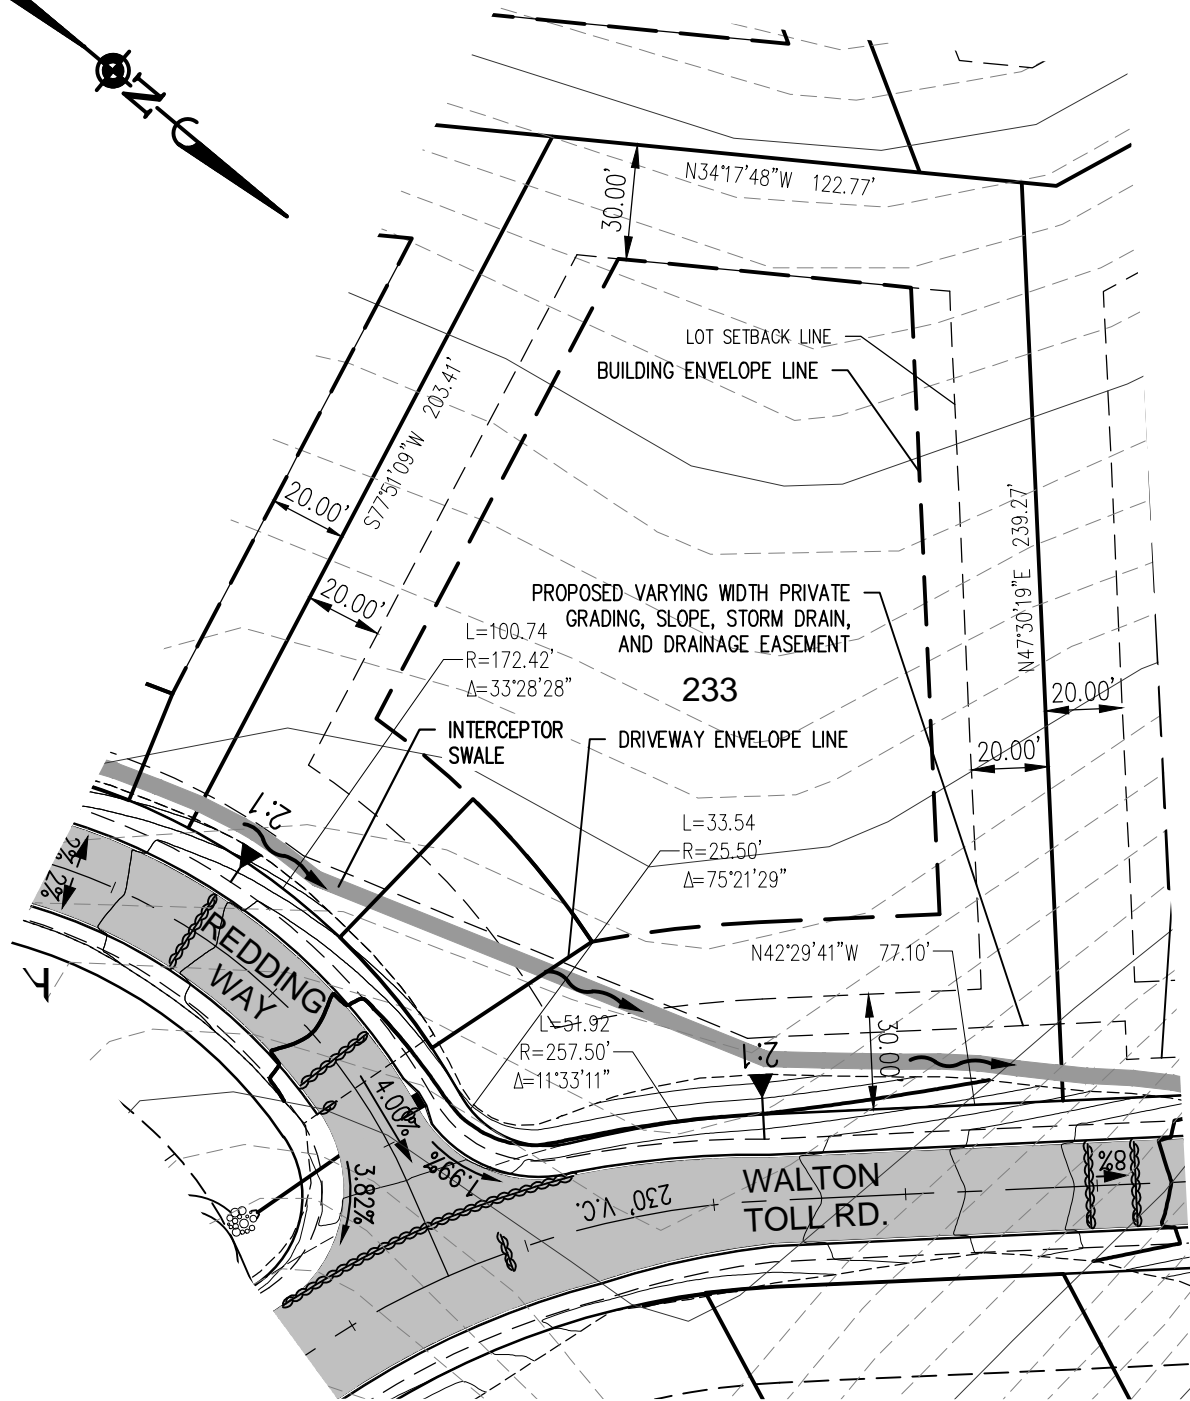 N
N34°17'48"W 122.77'
30.00'
LOT SETBACK LINE
BUILDING ENVELOPE LINE
S77°51'09"W 203.41'
20.00'
20.00'
N47°30'19"E 239.27'
PROPOSED VARYING WIDTH PRIVATE
GRADING, SLOPE, STORM DRAIN,
AND DRAINAGE EASEMENT
L=100.74
R=172.42'
Δ=33°28'28"
233
20.00'
20.00'
INTERCEPTOR
SWALE
DRIVEWAY ENVELOPE LINE
2:1
L=33.54
R=25.50'
Δ=75°21'29"
2%
2%
REDDING
WAY
N42°29'41"W 77.10'
L=51.92
R=257.50'
Δ=11°33'11"
2:1
30.00'
4.00%
1.99%
3.82%
230' V.C.
WALTON
TOLL RD.
8%